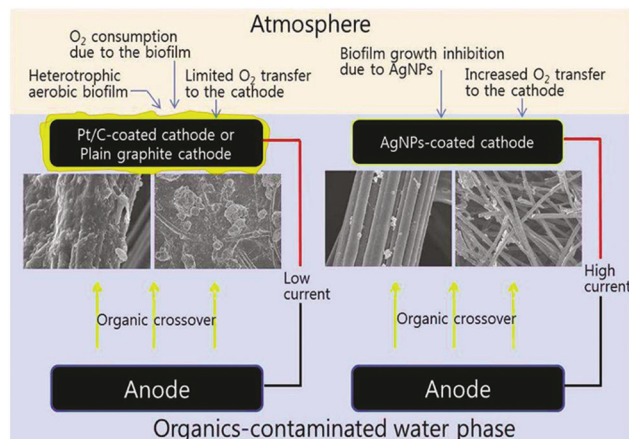 Atmosphere
O₂ consumption
due to the biofilm
Heterotrophic
aerobic biofilm
Limited O₂ transfer
to the cathode
Biofilm growth inhibition
due to AgNPs
Increased O₂ transfer
to the cathode
Pt/C-coated cathode or
Plain graphite cathode
AgNPs-coated cathode
Low
current
High
current
Organic crossover
Organic crossover
Anode
Anode
Organics-contaminated water phase